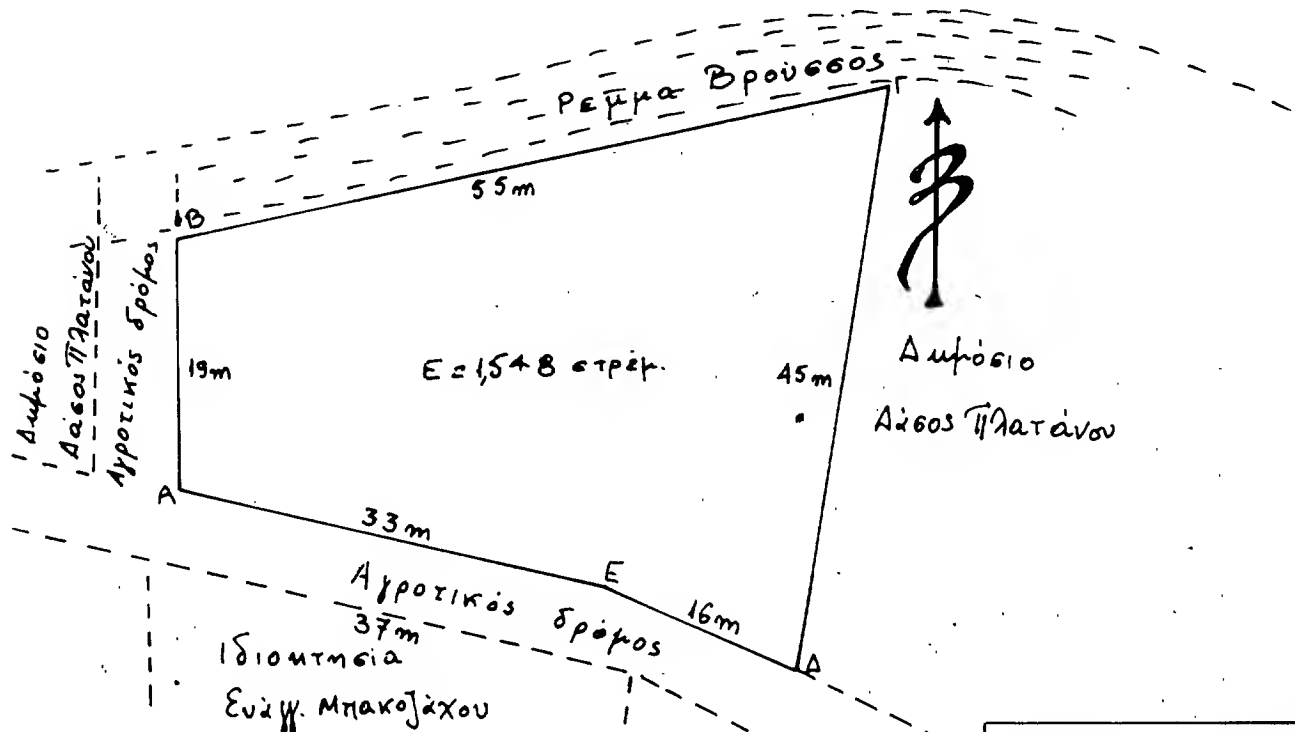 Ρεμμα Βρούσσος
Γ
Β
55m
Δημόσιο
Δάσος Πλατάνου
Αγροτικός δρόμος
19m
Ε = 1,548 στρέμ.
45m
Δημόσιο
Δάσος Πλατάνου
Α
33m
Ε
Αγροτικός δρόμος
16m
37m
Δ
Ιδιοκτησία
Ευάγγ. Μπακοζάχου